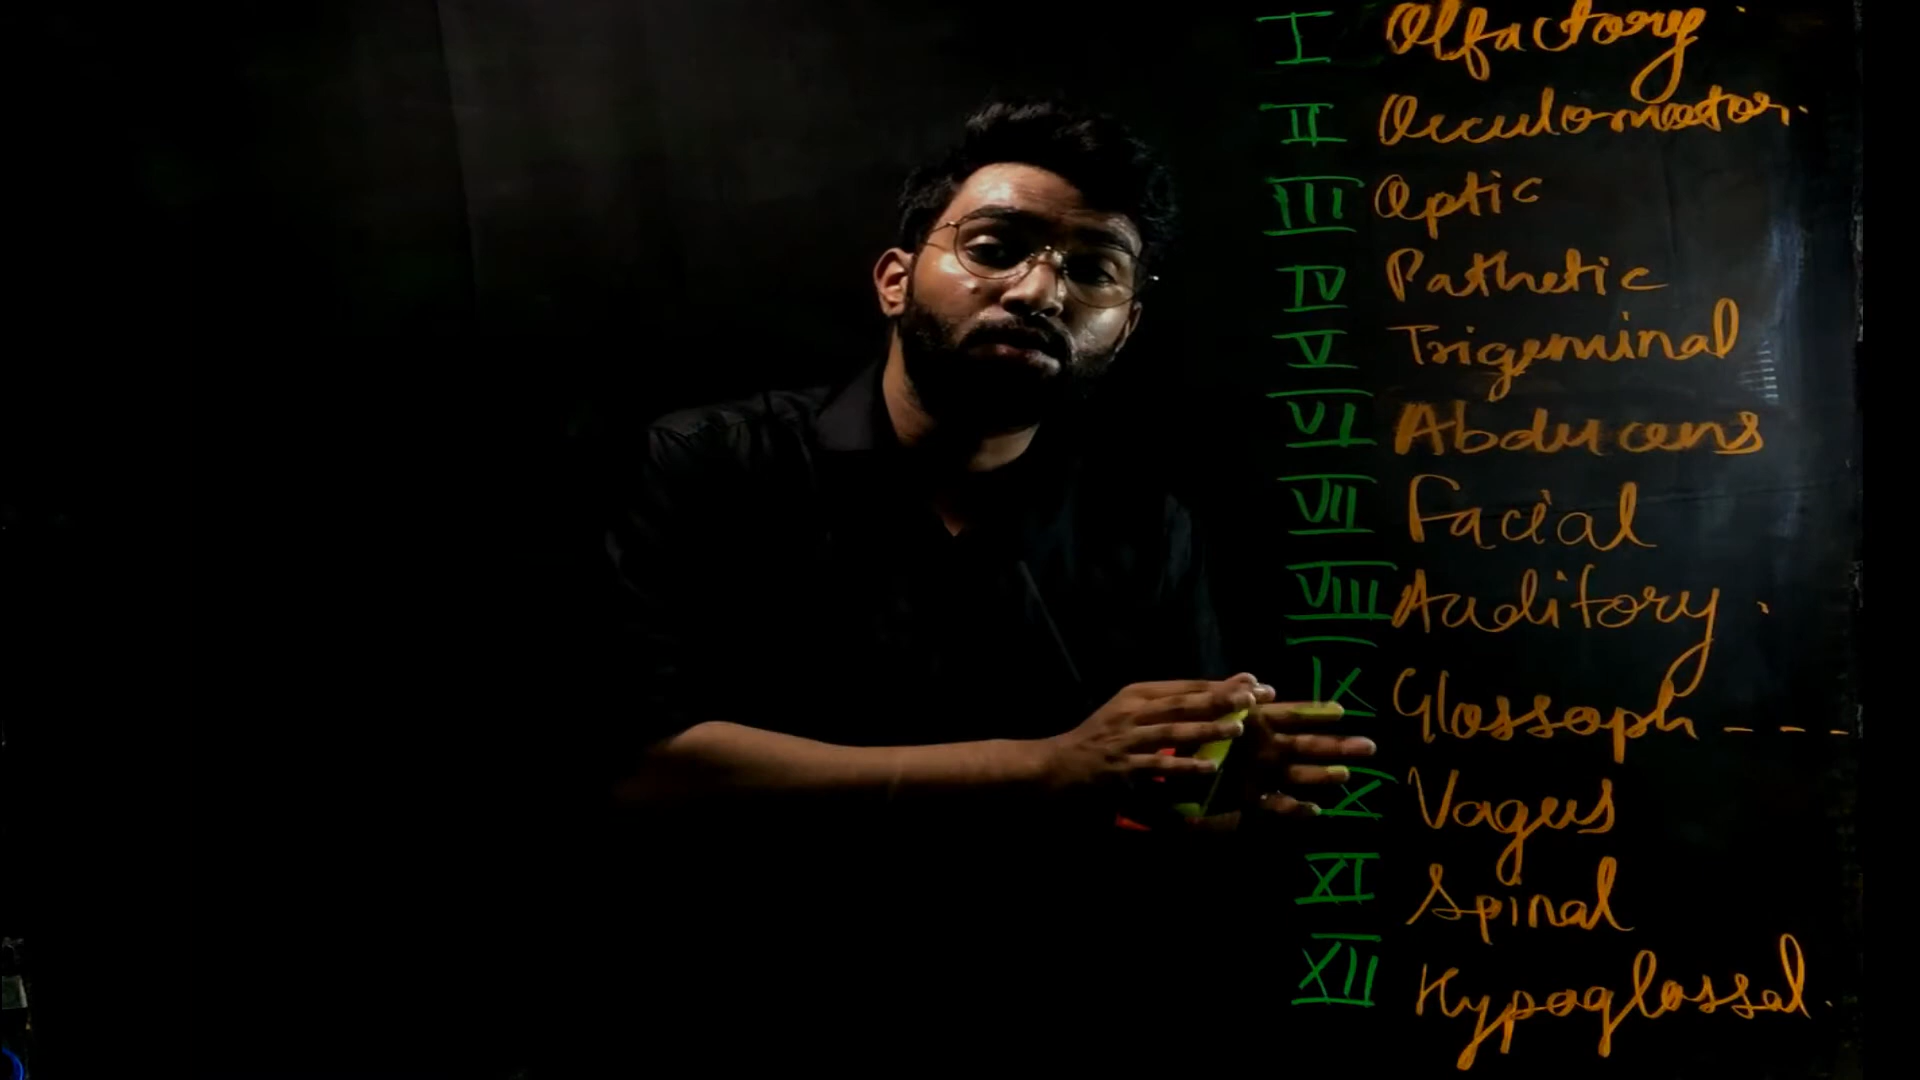 I Olfactory.
II Occulomotor.
III Optic
IV Pathetic
V Trigeminal
VI Abducens
VII Facial
VIII Auditory.
IX Glossoph - - - -
X Vagus
XI Spinal
XII Hypoglossal.